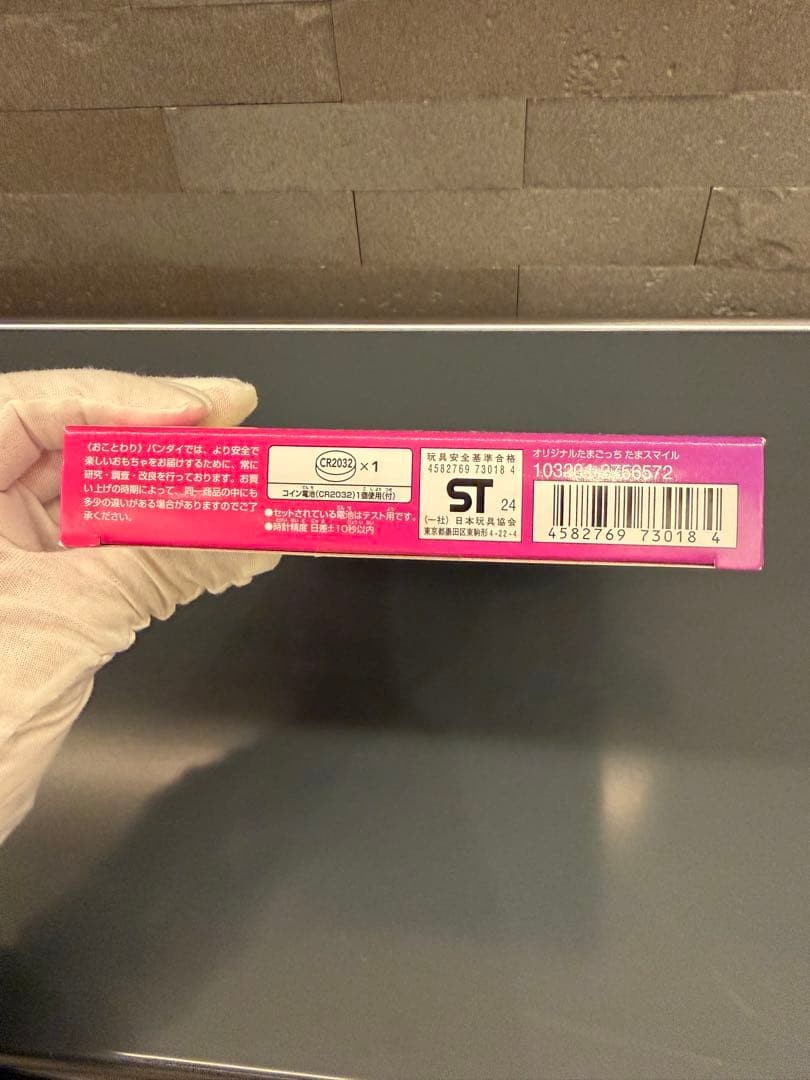 〈おことわり〉バンダイでは、より安全で
楽しいおもちゃをお届けするために、常に
研究・調査・改良を行っております。お買
い上げの時期によって、同一商品の中にも
多少の違いがある場合がありますのでご了
承ください。
CR2032 ×1
コイン電池(CR2032)1個使用(付)
●セットされている電池はテスト用です。
●時計精度 日差±10秒以内
玩具安全基準合格
4582769 73018 4
ST 24
(一社) 日本玩具協会
東京都墨田区東駒形4-22-4
オリジナルたまごっち たまスマイル
4 582769 73018 4